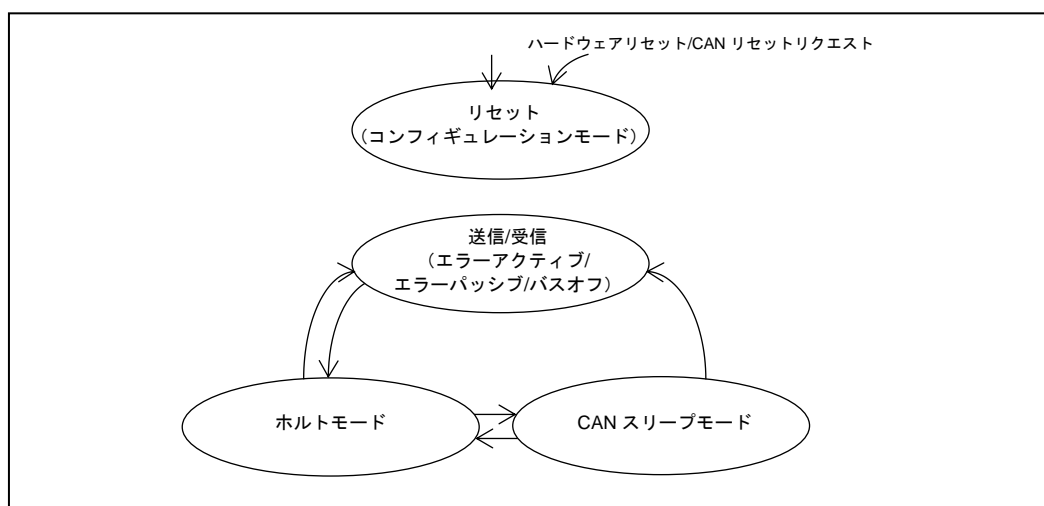 ハードウェアリセット/CAN リセットリクエスト
リセット
（コンフィギュレーションモード）
送信/受信
（エラーアクティブ/
エラーパッシブ/バスオフ）
ホルトモード
CAN スリープモード